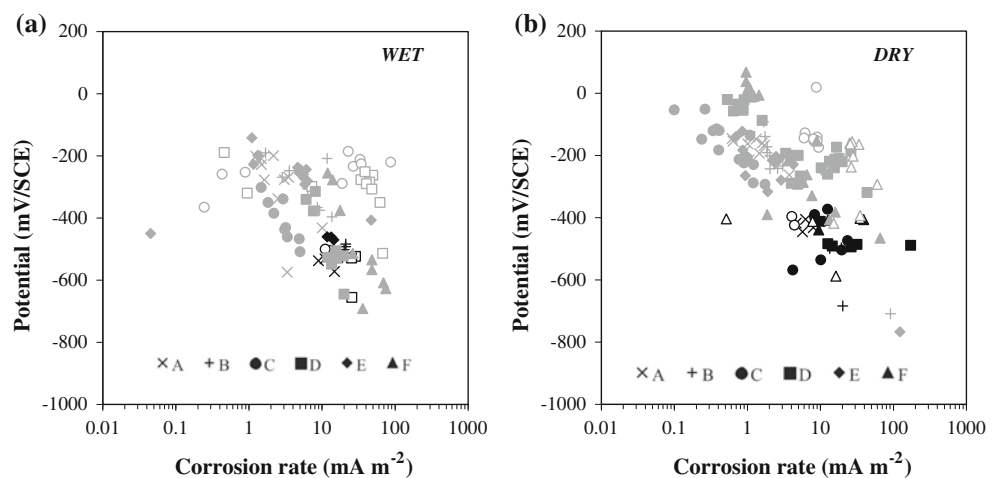 (a)
WET
Potential (mV/SCE)
200
0
-200
-400
-600
-800
-1000
A B C D E F
0.01 0.1 1 10 100 1000
Corrosion rate (mA m-2)
(b)
DRY
Potential (mV/SCE)
200
0
-200
-400
-600
-800
-1000
A B C D E F
0.01 0.1 1 10 100 1000
Corrosion rate (mA m-2)